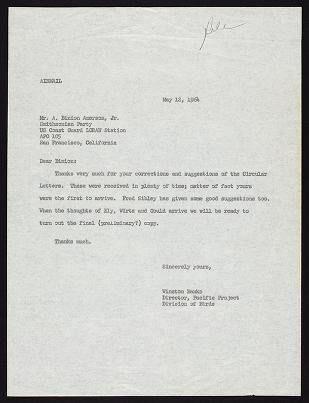 AIRMAIL
May 12, 1964
Mr. A. Binion Amerson, Jr.
Smithsonian Party
US Coast Guard LORAN Station
APO 105
San Francisco, California
Dear Binion:
Thanks very much for your corrections and suggestions of the Circular
Letters. These were received in plenty of time; matter of fact yours
were the first to arrive. Fred Sibley has given some good suggestions too.
When the thoughts of Ely, Wirtz and Gould arrive we will be ready to
turn out the final (preliminary?) copy.
Thanks much.
Sincerely yours,
Winston Banko
Director, Pacific Project
Division of Birds